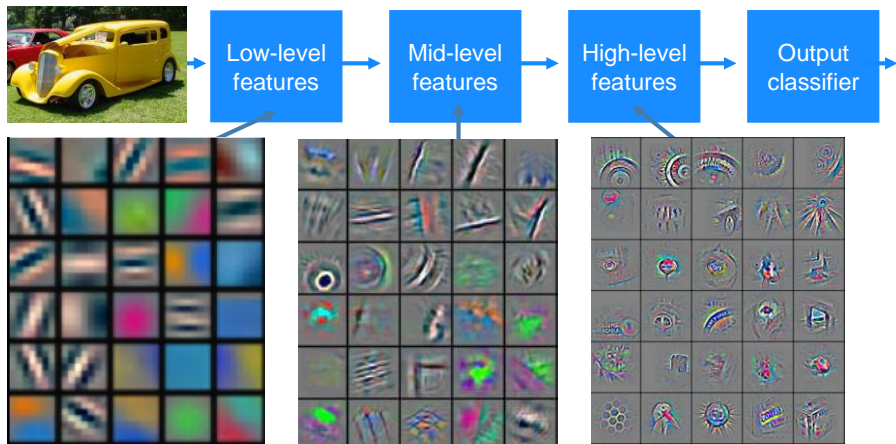 Low-level
features
Mid-level
features
High-level
features
Output
classifier